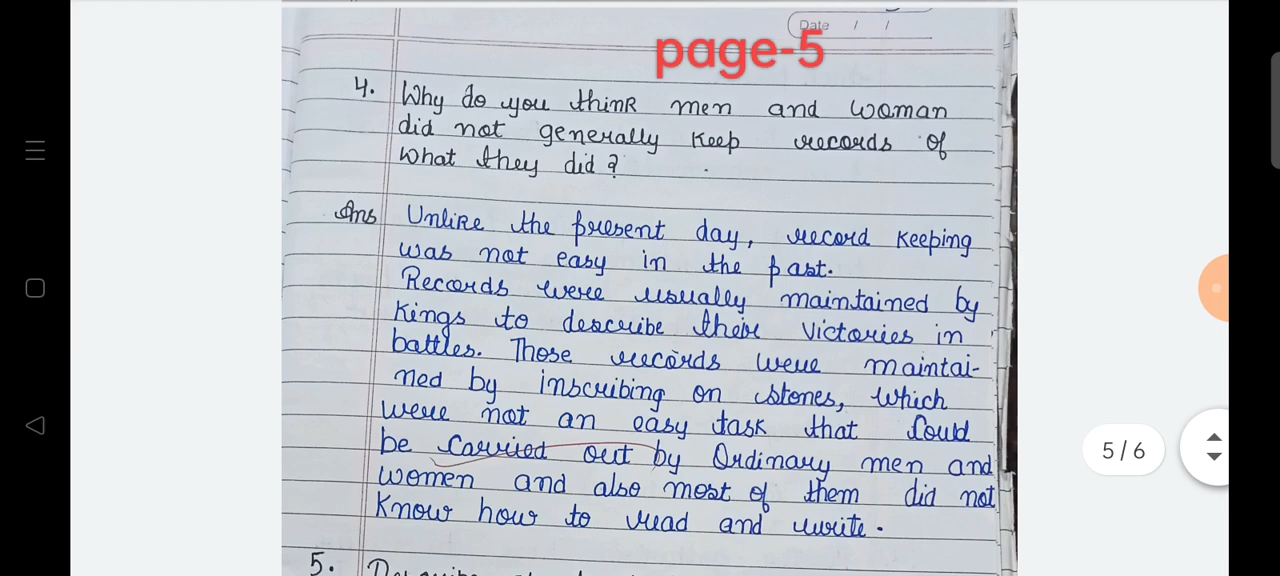 Date / /
page-5
4. Why do you think men and woman
did not generally keep records of
what they did?
Ans Unlike the present day, record keeping
was not easy in the past.
Records were usually maintained by
kings to describe their victories in
battles. Those records were maintai-
ned by inscribing on stones, which
were not an easy task that could
be carried out by Ordinary men and
women and also most of them did not
know how to read and write.
5.
5/6